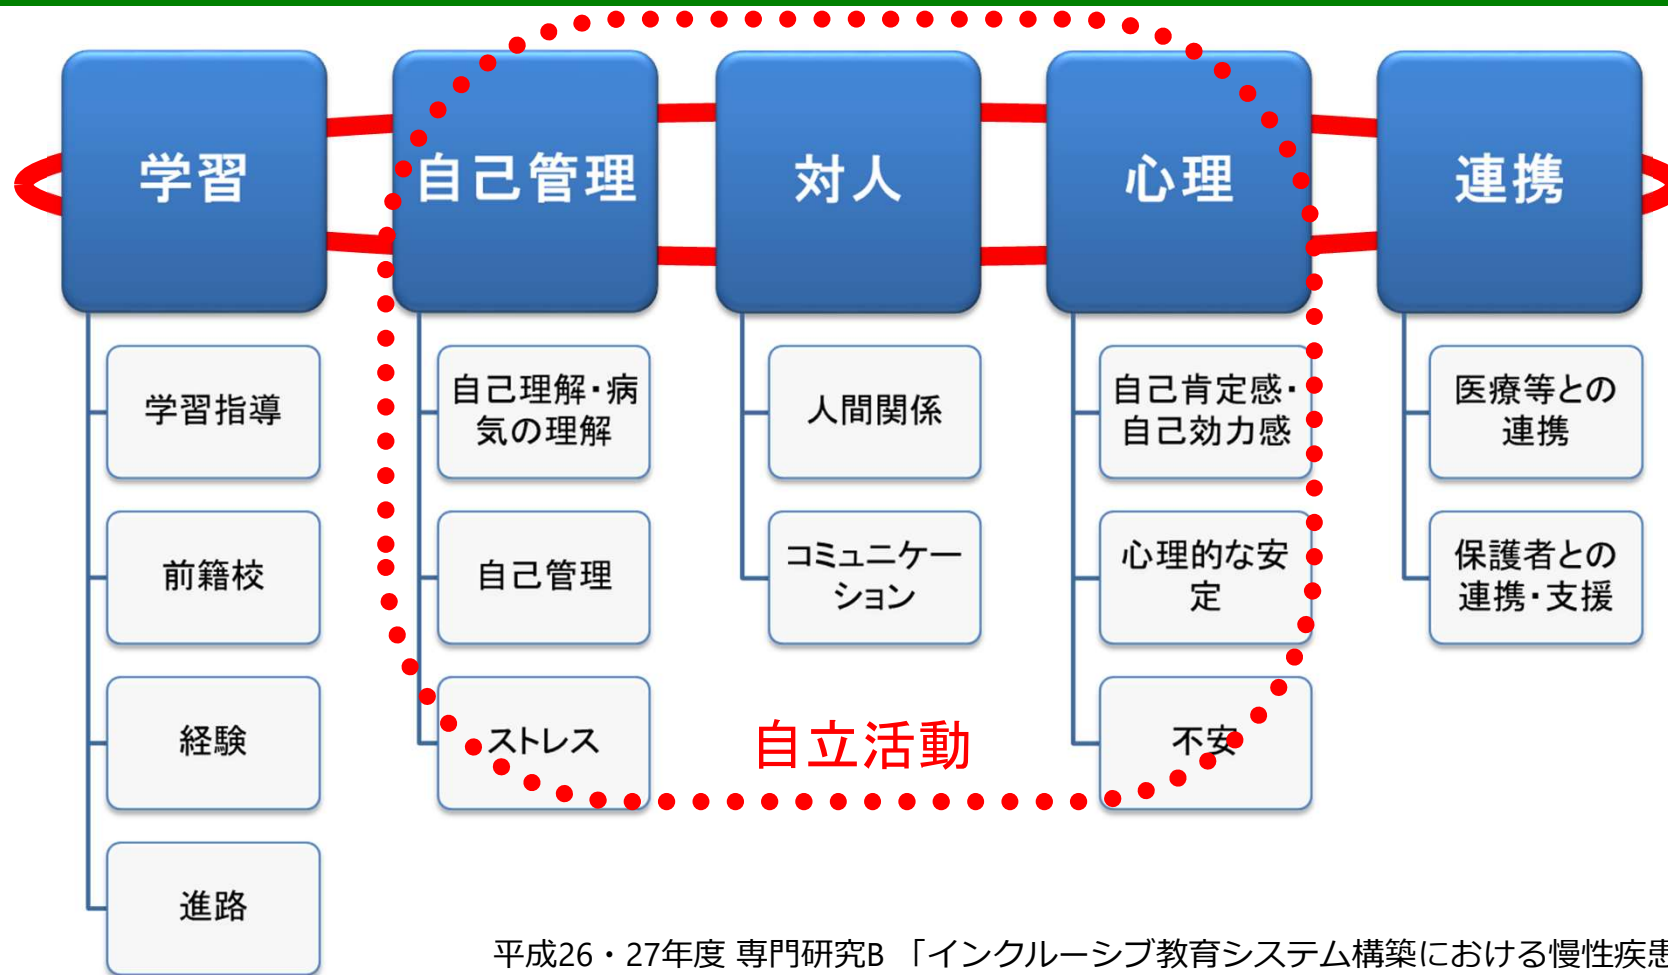 学習
自己管理
対人
心理
連携
学習指導
前籍校
経験
進路
自己理解・病
気の理解
自己管理
ストレス
人間関係
コミュニケー
ション
自己肯定感・
自己効力感
心理的な安
定
不安
医療等との
連携
保護者との
連携・支援
自立活動
平成26・27年度 専門研究B 「インクルーシブ教育システム構築における慢性疾患